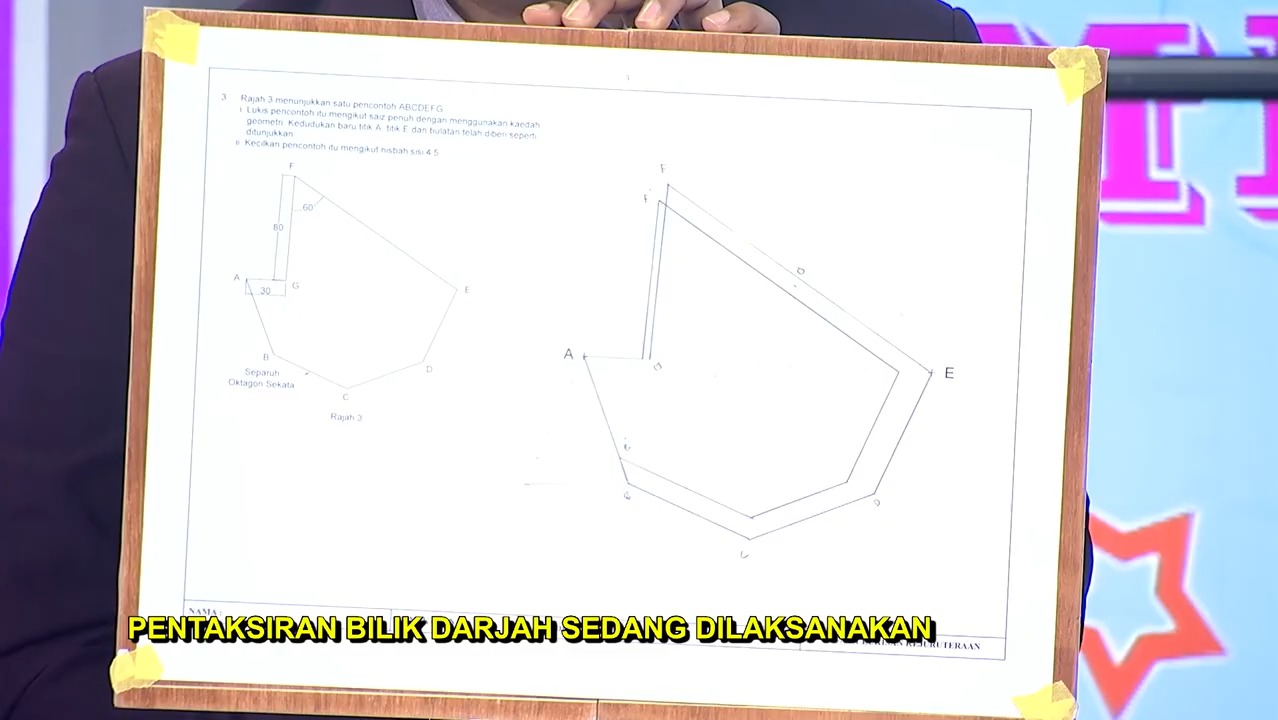 3 Rajah 3 menunjukkan satu pencontoh ABCDEFG
i Lukis pencontoh itu mengikut saiz penuh dengan menggunakan kaedah
geometri. Kedudukan baru titik A, titik E dan bulatan telah diberi seperti
ditunjukkan
ii Kecilkan pencontoh itu mengikut nisbah sisi 4:5
F
60
80
A
G
30
E
B
D
Separuh
Oktagon Sekata
C
Rajah 3
F
F
A
E
G
B
D
C
NAMA :
KEJURUTERAAN
PENTAKSIRAN BILIK DARJAH SEDANG DILAKSANAKAN